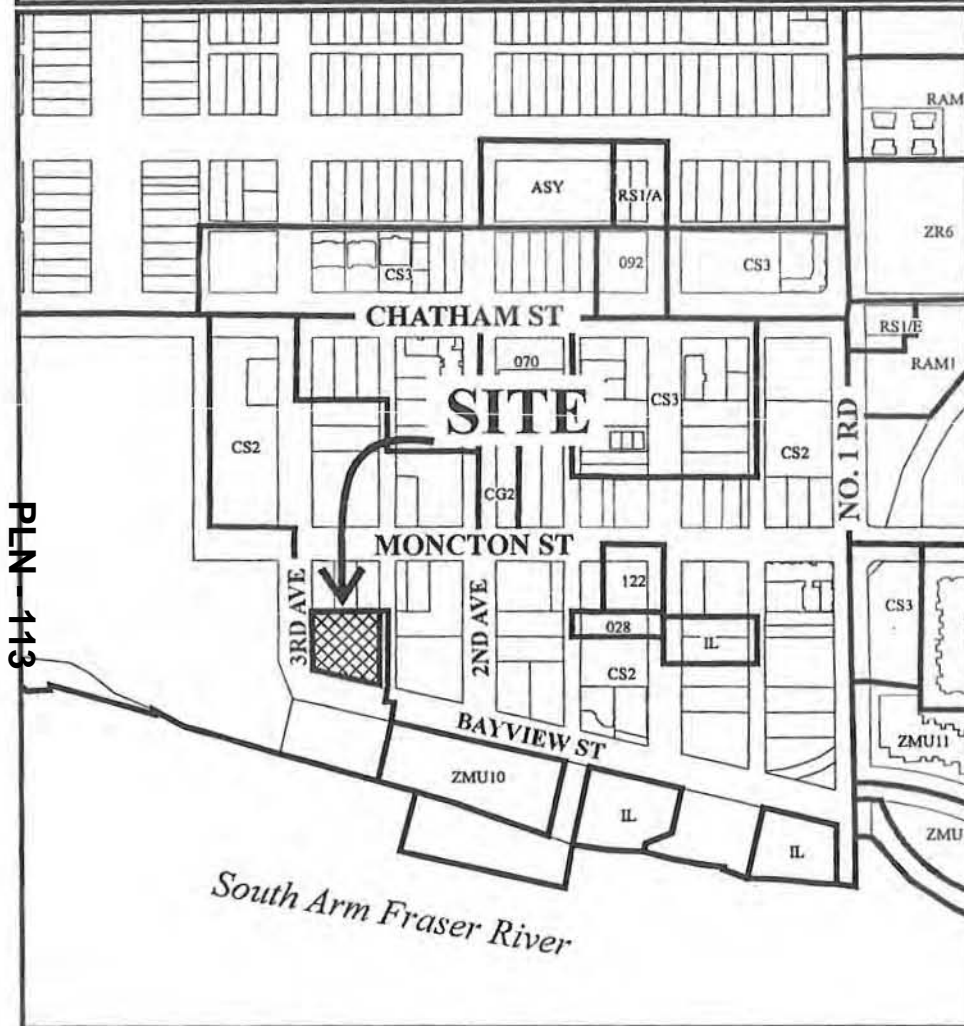 RAM
ASY
RS1/A
ZR6
CS3
092
CS3
CHATHAM ST
RS1/E
070
RAM1
SITE
CS3
CS2
CS2
NO. 1 RD
CG2
MONCTON ST
PLN - 113
122
CS3
3RD AVE
2ND AVE
028
IL
CS2
BAYVIEW ST
ZMU11
ZMU10
IL
ZMU
IL
South Arm Fraser River